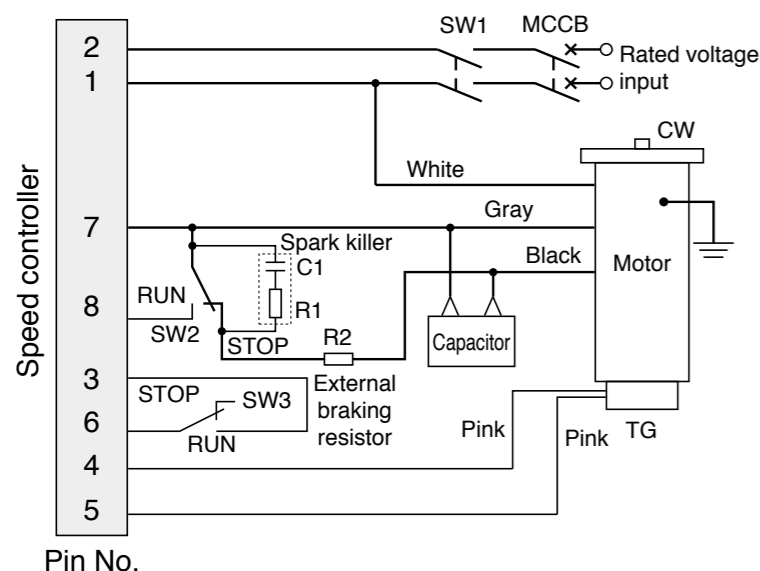 SW1
MCCB
2
Rated voltage
1
input
CW
White
Speed controller
Gray
7
Spark killer
C1
Black
Motor
RUN
8
R1
SW2
STOP
R2
Capacitor
3
External
STOP
SW3
braking
6
resistor
RUN
Pink
Pink
TG
4
5
Pin No.